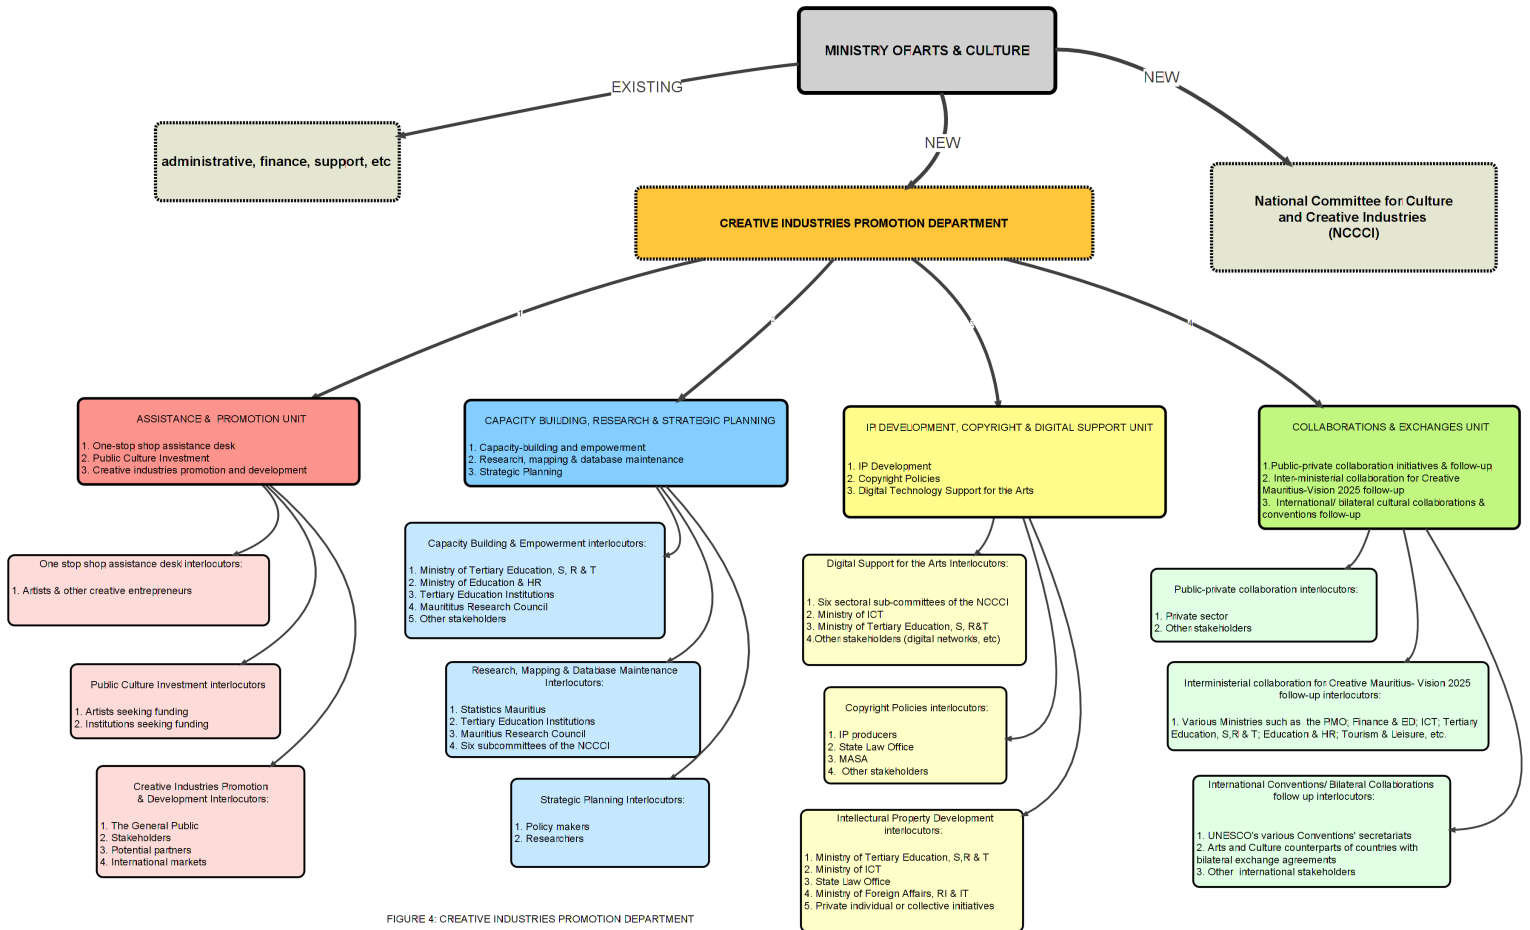 MINISTRY OF ARTS & CULTURE
EXISTING
NEW
NEW
administrative, finance, support, etc
National Committee for Culture
and Creative Industries
(NCCCI)
CREATIVE INDUSTRIES PROMOTION DEPARTMENT
1
4
ASSISTANCE & PROMOTION UNIT
1. One-stop shop assistance desk
2. Public Culture Investment
3. Creative industries promotion and development
One stop shop assistance desk interlocutors:
1. Artists & other creative entrepreneurs
Public Culture Investment interlocutors
1. Artists seeking funding
2. Institutions seeking funding
Creative Industries Promotion
& Development Interlocutors:
1. The General Public
2. Stakeholders
3. Potential partners
4. International markets
CAPACITY BUILDING, RESEARCH & STRATEGIC PLANNING
1. Capacity-building and empowerment
2. Research, mapping & database maintenance
3. Strategic Planning
Capacity Building & Empowerment interlocutors:
1. Ministry of Tertiary Education, S, R & T
2. Ministry of Education & HR
3. Tertiary Education Institutions
4. Mauritius Research Council
5. Other stakeholders
Research, Mapping & Database Maintenance
Interlocutors:
1. Statistics Mauritius
2. Tertiary Education Institutions
3. Mauritius Research Council
4. Six subcommittees of the NCCCI
Strategic Planning Interlocutors:
1. Policy makers
2. Researchers
IP DEVELOPMENT, COPYRIGHT & DIGITAL SUPPORT UNIT
1. IP Development
2. Copyright Policies
3. Digital Technology Support for the Arts
Digital Support for the Arts Interlocutors:
1. Six sectoral sub-committees of the NCCCI
2. Ministry of ICT
3. Ministry of Tertiary Education, S, R&T
4.Other stakeholders (digital networks, etc)
Copyright Policies interlocutors:
1. IP producers
2. State Law Office
3. MASA
4. Other stakeholders
Intellectual Property Development
interlocutors:
1. Ministry of Tertiary Education, S,R & T
2. Ministry of ICT
3. State Law Office
4. Ministry of Foreign Affairs, RI & IT
5. Private individual or collective initiatives
COLLABORATIONS & EXCHANGES UNIT
1.Public-private collaboration initiatives & follow-up
2. Inter-ministerial collaboration for Creative
Mauritius-Vision 2025 follow-up
3. International/ bilateral cultural collaborations &
conventions follow-up
Public-private collaboration interlocutors:
1. Private sector
2. Other stakeholders
Interministerial collaboration for Creative Mauritius- Vision 2025
follow-up interlocutors:
1. Various Ministries such as the PMO; Finance & ED; ICT; Tertiary
Education, S,R & T; Education & HR; Tourism & Leisure, etc.
International Conventions/ Bilateral Collaborations
follow up interlocutors:
1. UNESCO's various Conventions' secretariats
2. Arts and Culture counterparts of countries with
bilateral exchange agreements
3. Other international stakeholders
FIGURE 4: CREATIVE INDUSTRIES PROMOTION DEPARTMENT